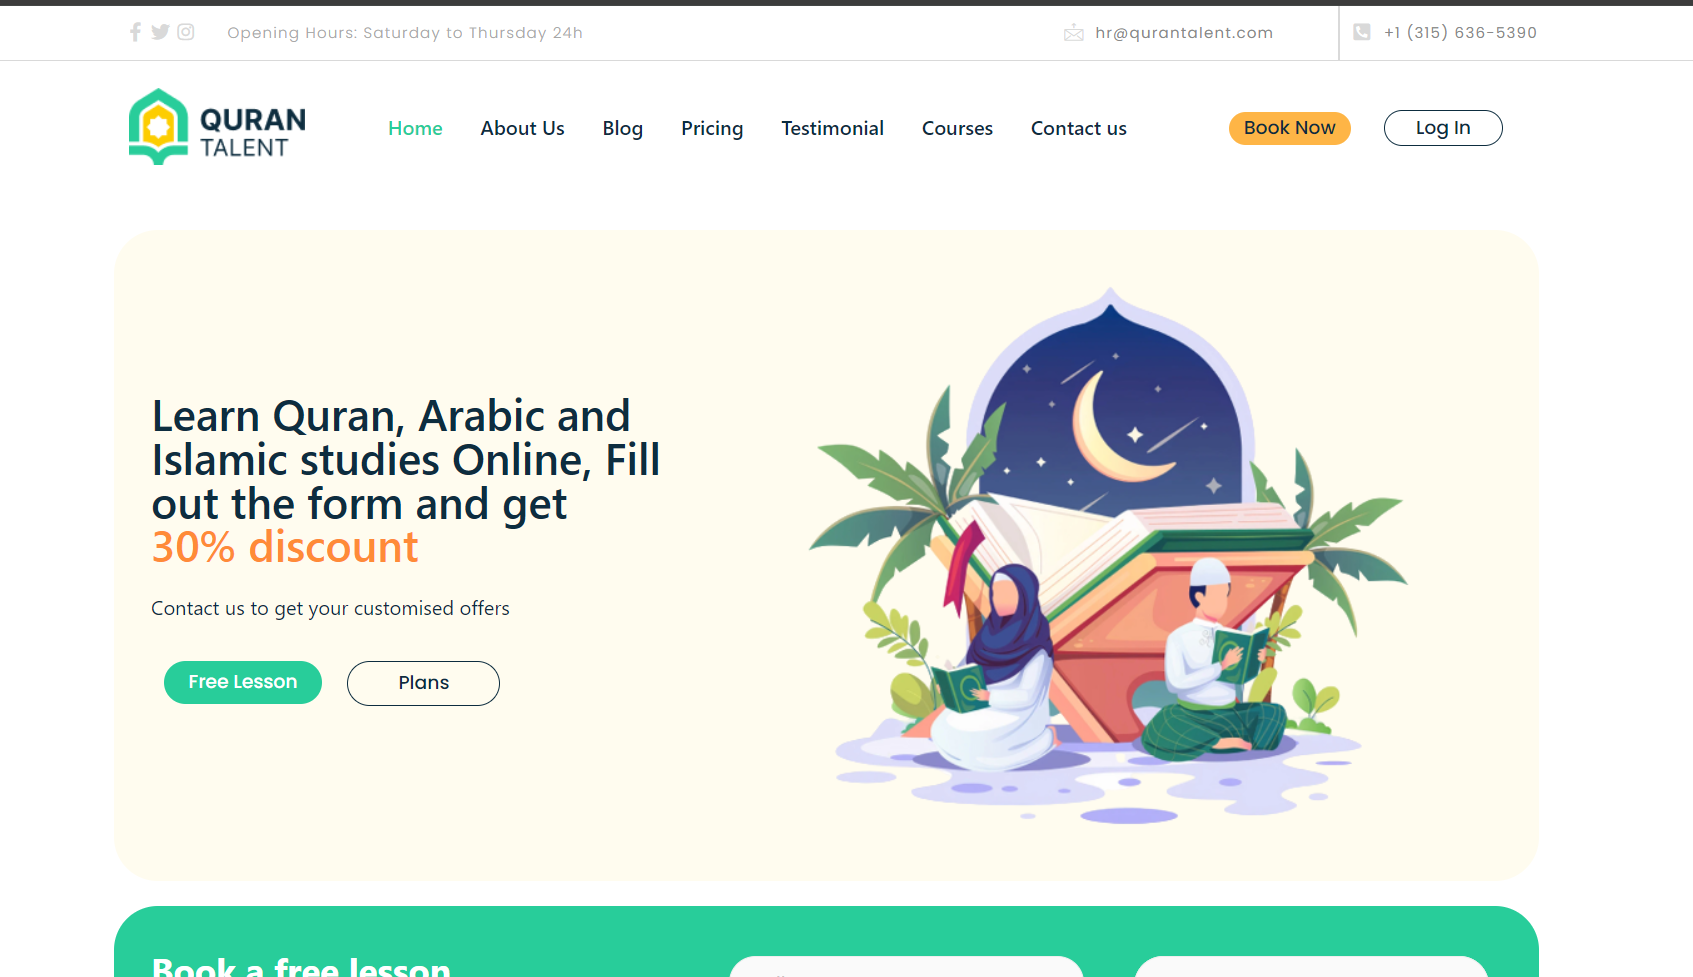 Opening Hours: Saturday to Thursday 24h
hr@qurantalent.com
+1 (315) 636-5390
QURAN
TALENT
Home
About Us
Blog
Pricing
Testimonial
Courses
Contact us
Book Now
Log In
Learn Quran, Arabic and
Islamic studies Online, Fill
out the form and get
30% discount
Contact us to get your customised offers
Free Lesson
Plans
Book a free lesson